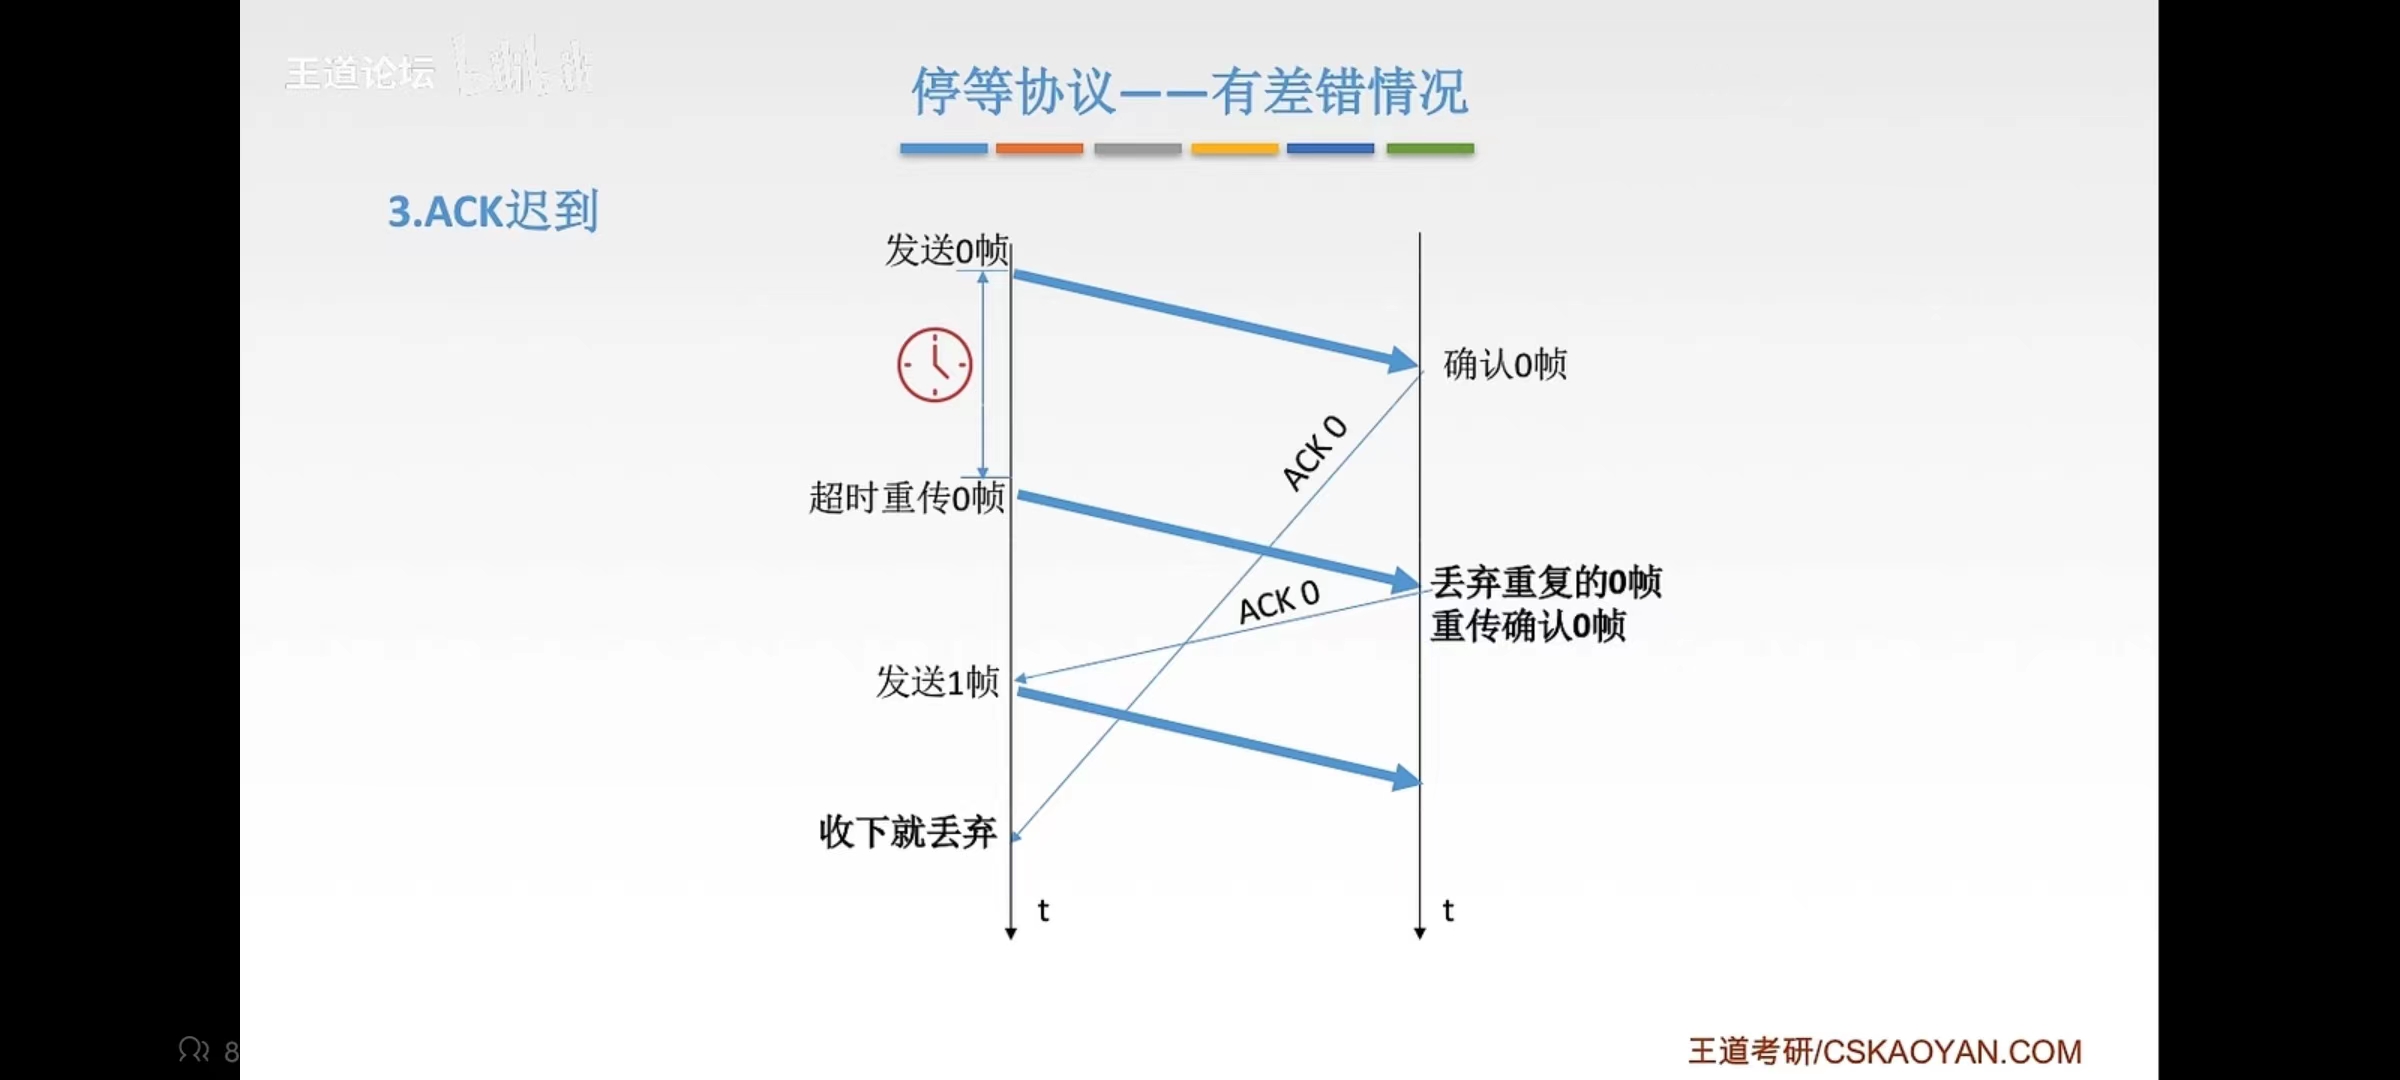 王道论坛 bilibili
停等协议——有差错情况
3.ACK迟到
发送0帧
确认0帧
ACK 0
超时重传0帧
丢弃重复的0帧
ACK 0
重传确认0帧
发送1帧
收下就丢弃
t
t
8
王道考研/CSKAOYAN.COM